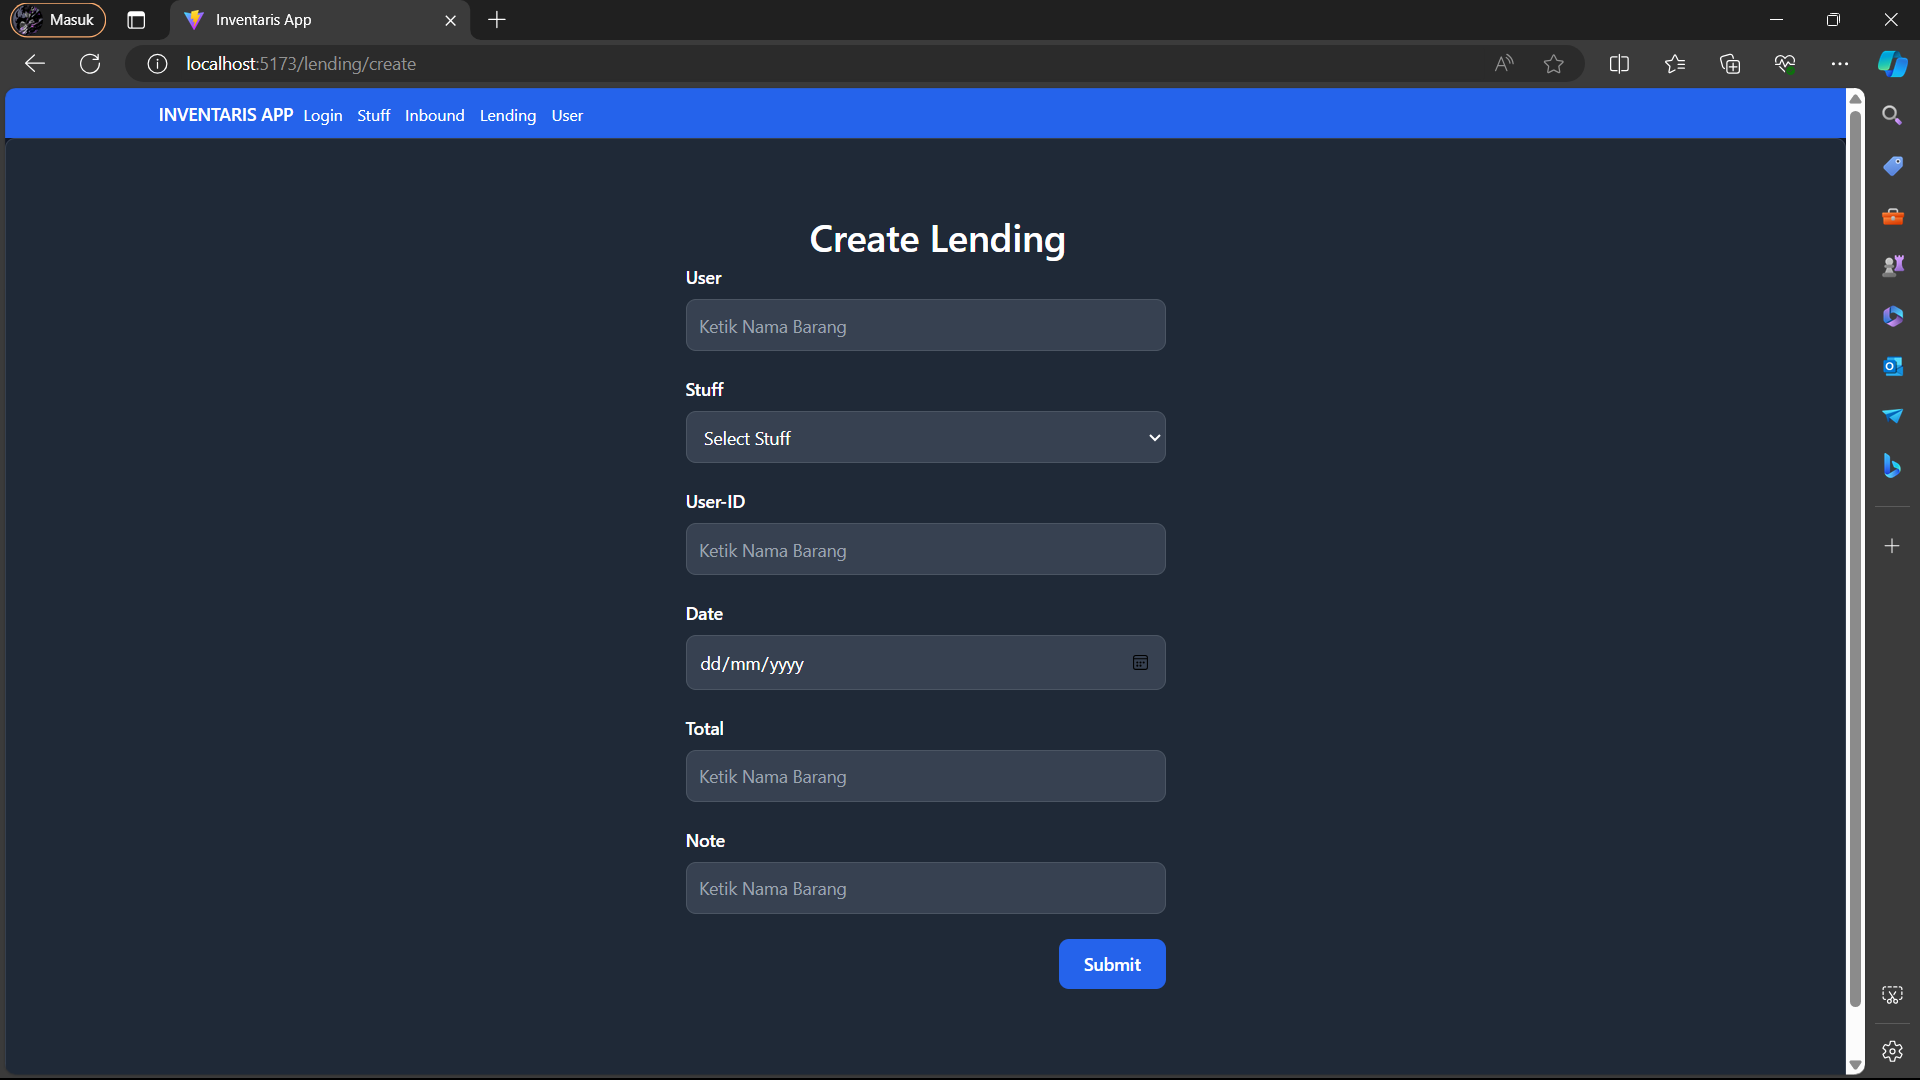 Masuk
Inventaris App
localhost:5173/lending/create
INVENTARIS APP Login Stuff Inbound Lending User
Create Lending
User
Ketik Nama Barang
Stuff
Select Stuff
User-ID
Ketik Nama Barang
Date
dd/mm/yyyy
Total
Ketik Nama Barang
Note
Ketik Nama Barang
Submit